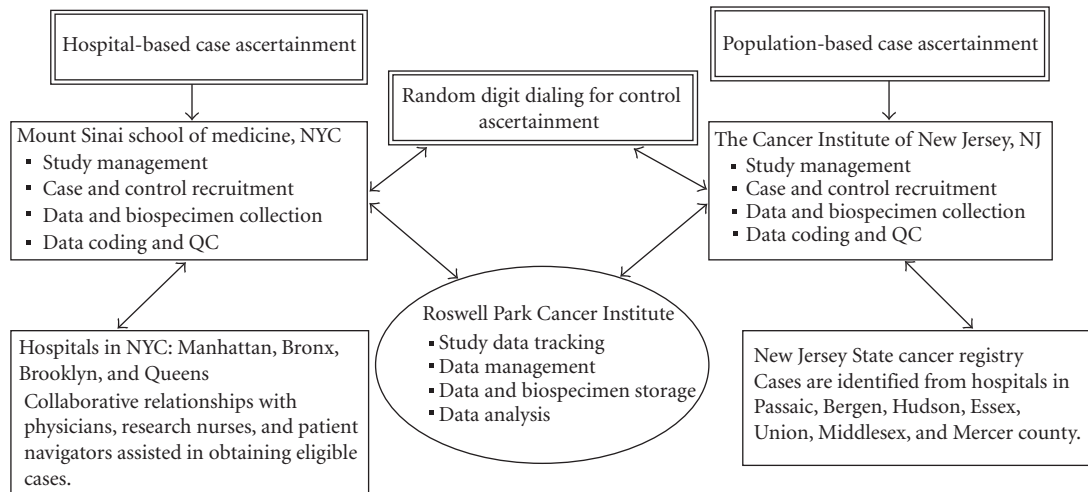 Hospital-based case ascertainment
Population-based case ascertainment
Random digit dialing for control
ascertainment
Mount Sinai school of medicine, NYC
▪ Study management
▪ Case and control recruitment
▪ Data and biospecimen collection
▪ Data coding and QC
The Cancer Institute of New Jersey, NJ
▪ Study management
▪ Case and control recruitment
▪ Data and biospecimen collection
▪ Data coding and QC
Roswell Park Cancer Institute
▪ Study data tracking
▪ Data management
▪ Data and biospecimen storage
▪ Data analysis
Hospitals in NYC: Manhattan, Bronx,
Brooklyn, and Queens
Collaborative relationships with
physicians, research nurses, and patient
navigators assisted in obtaining eligible
cases.
New Jersey State cancer registry
Cases are identified from hospitals in
Passaic, Bergen, Hudson, Essex,
Union, Middlesex, and Mercer county.